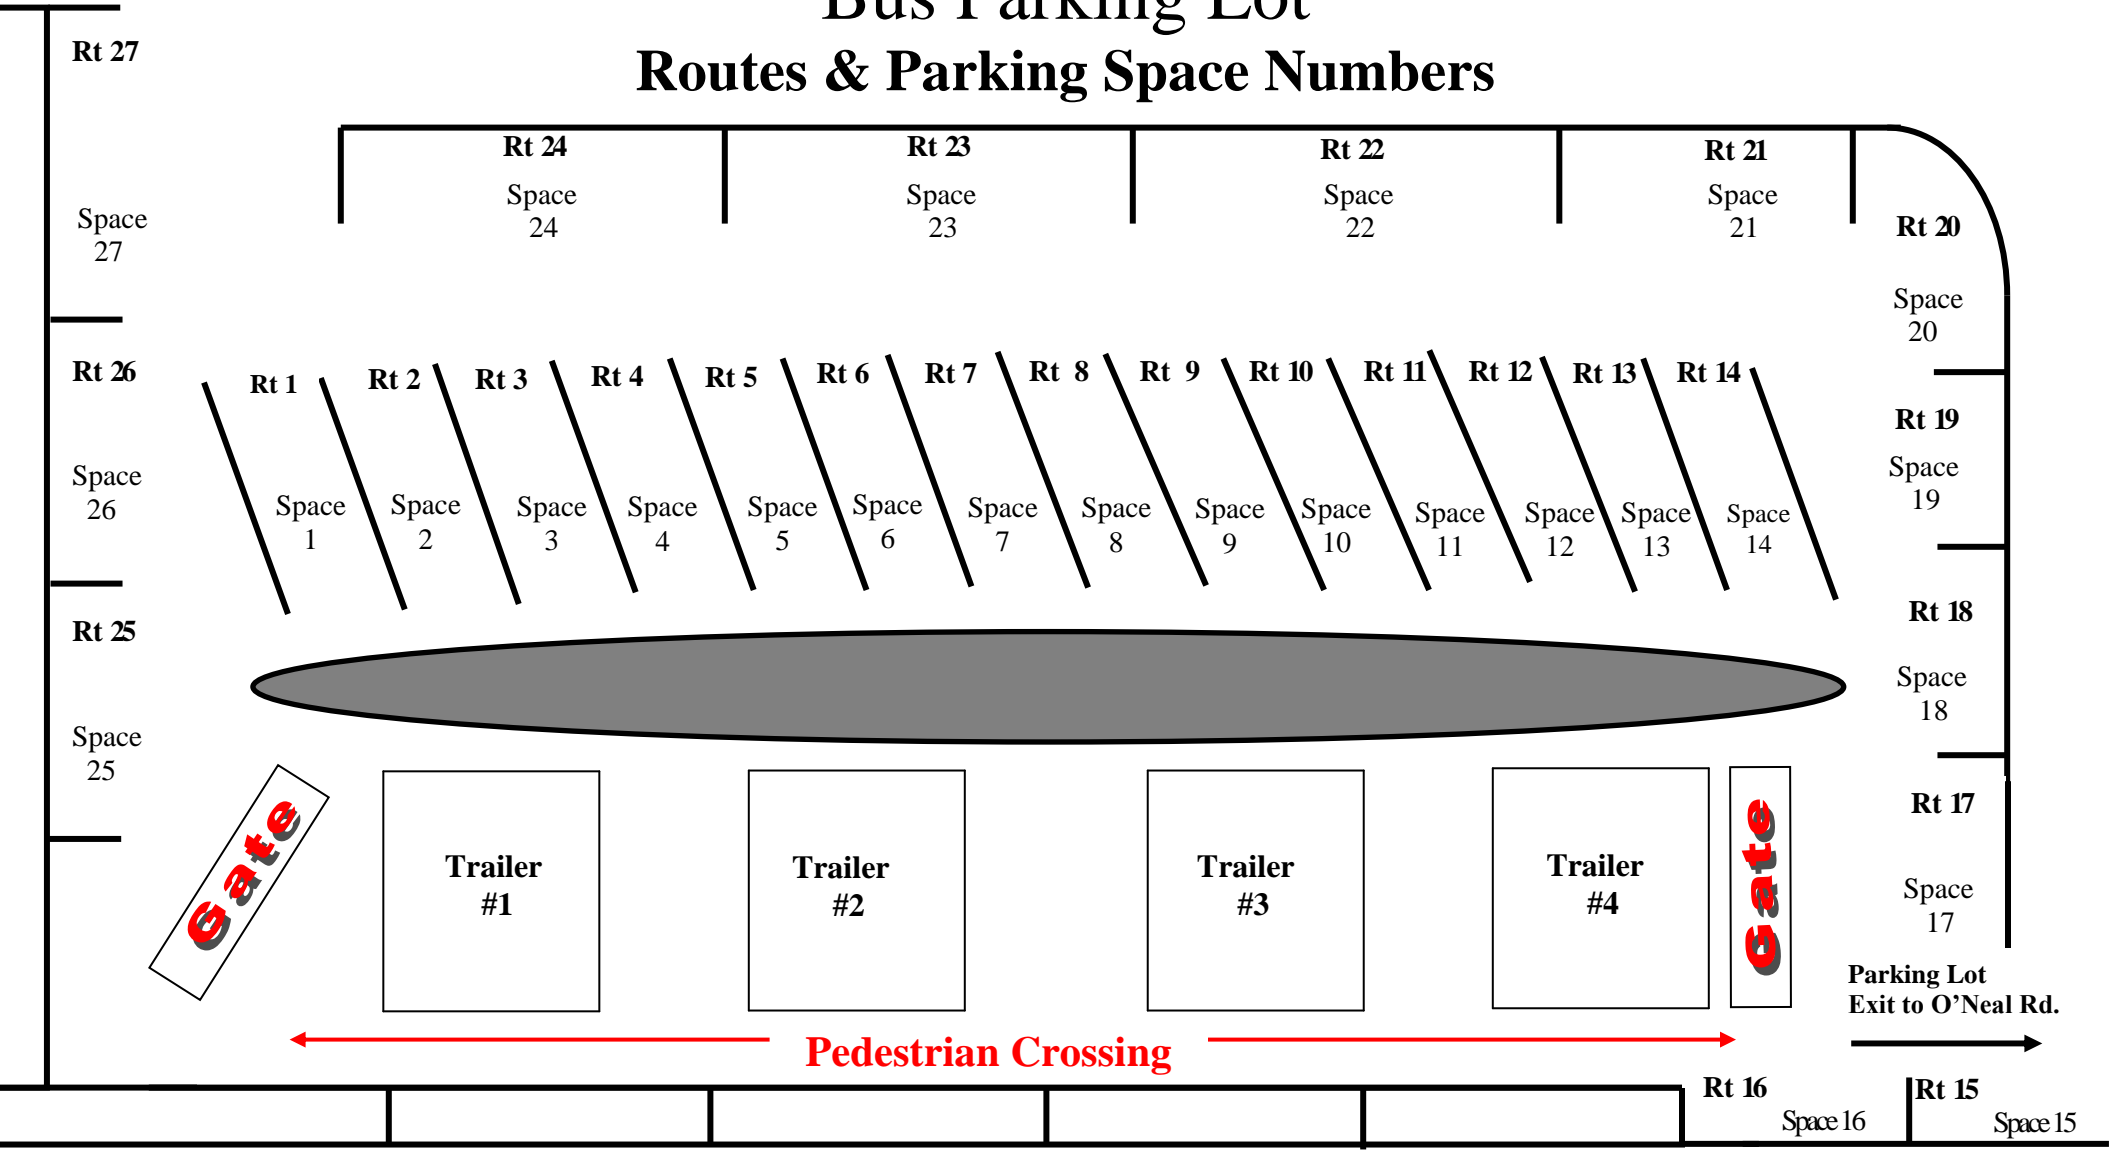 Bus Parking Lot
Routes & Parking Space Numbers
Rt 27
Space
27
Rt 24
Space
24
Rt 23
Space
23
Rt 22
Space
22
Rt 21
Space
21
Rt 20
Space
20
Rt 26
Space
26
Rt 1
Space
1
Rt 2
Space
2
Rt 3
Space
3
Rt 4
Space
4
Rt 5
Space
5
Rt 6
Space
6
Rt 7
Space
7
Rt 8
Space
8
Rt 9
Space
9
Rt 10
Space
10
Rt 11
Space
11
Rt 12
Space
12
Rt 13
Space
13
Rt 14
Space
14
Rt 19
Space
19
Rt 25
Space
25
Rt 18
Space
18
Gate
Trailer
#1
Trailer
#2
Trailer
#3
Trailer
#4
Gate
Rt 17
Space
17
Parking Lot
Exit to O’Neal Rd.
Pedestrian Crossing
Rt 16
Space 16
Rt 15
Space 15